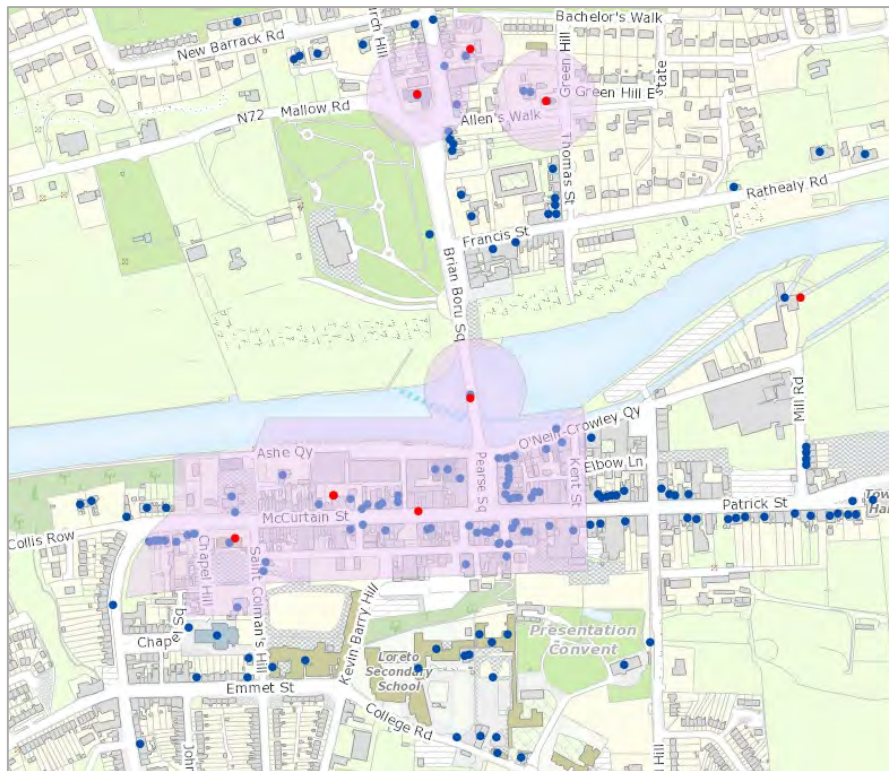 Bachelor's Walk
New Barrack Rd
Green Hill
N72 Mallow Rd
Green Hill E
Allen's Walk
Thomas St
Rathealy Rd
Francis St
Brian Boru Sq
Mill Rd
O'Neill-Crowley Qy
Ashe Qy
Elbow Ln
Pearse Sq
Kent St
Patrick St
McCurtain St
Collis Row
Chapel Hill
Saint Colman's Hill
Kevin Barry Hill
Presentation
Convent
Loreto
Secondary
School
Emmet St
College Rd